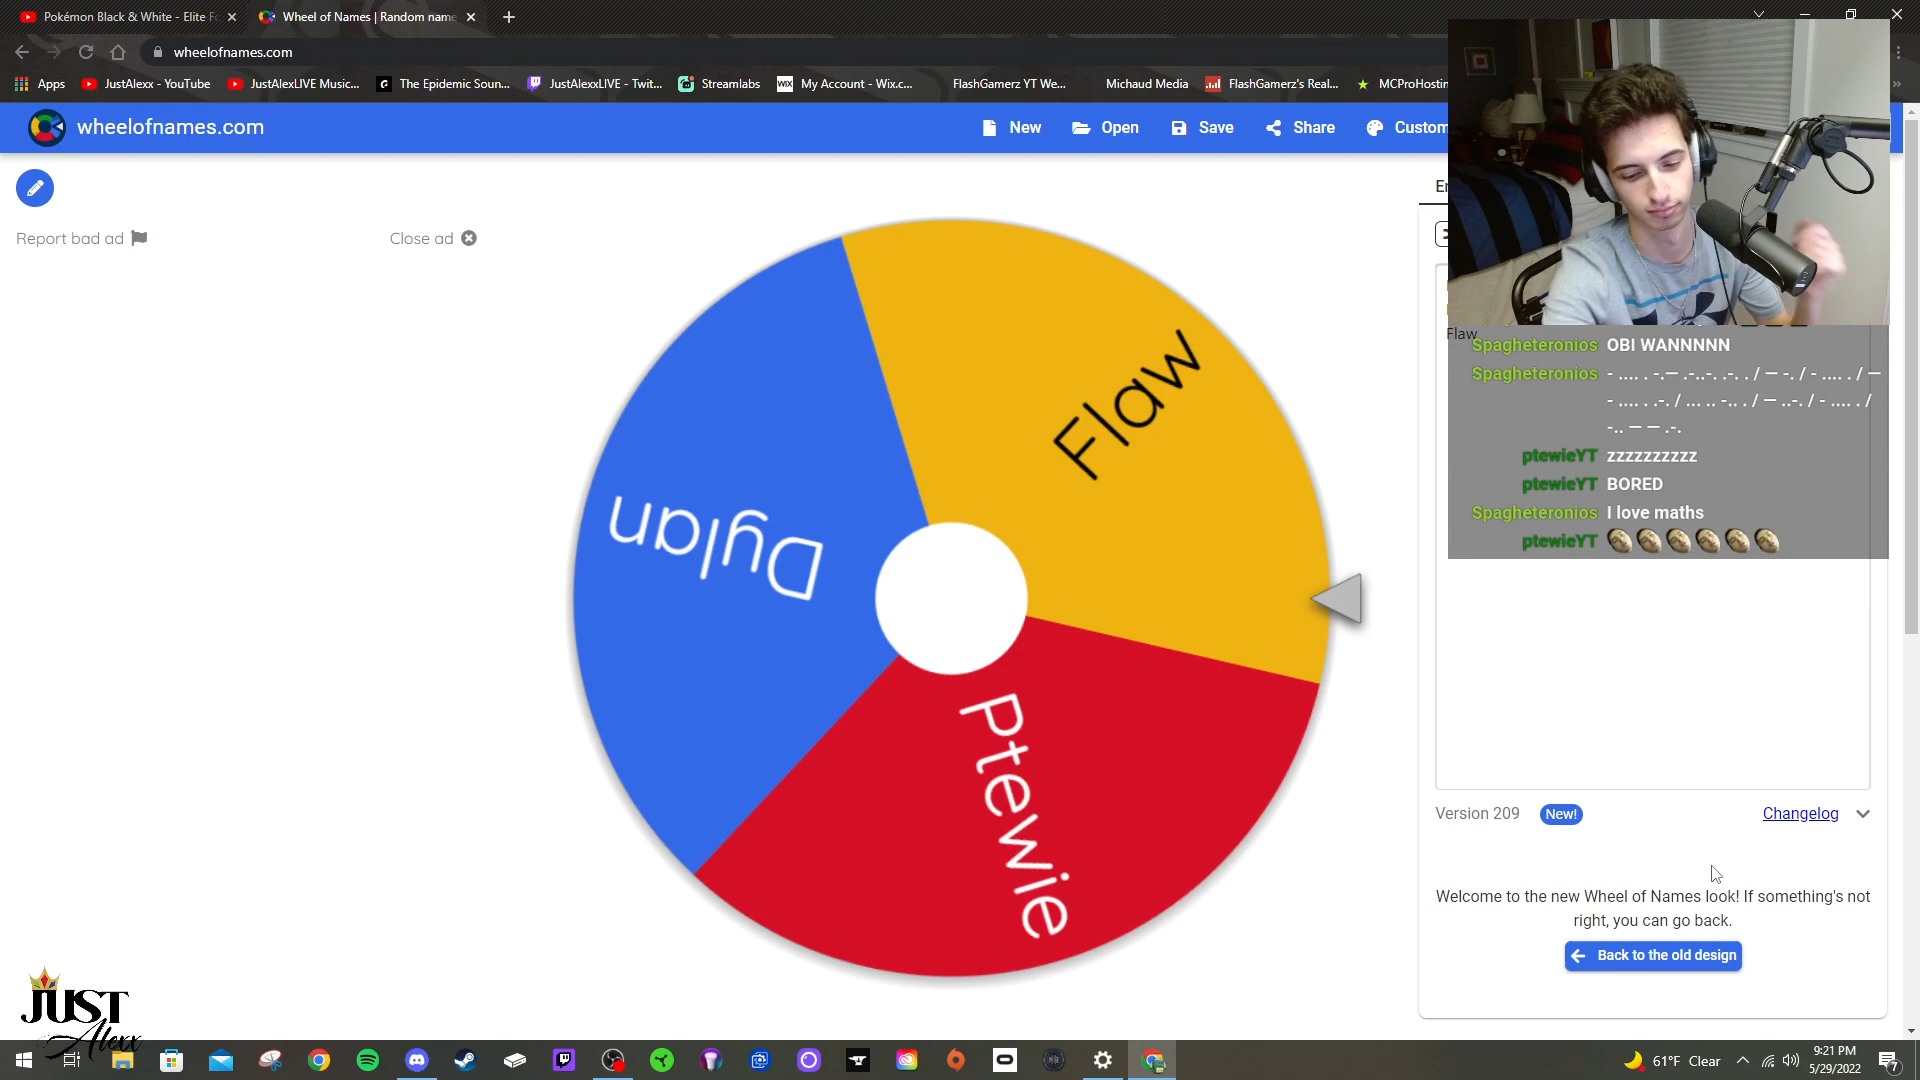 Pokémon Black & White - Elite Fo
Wheel of Names | Random name
wheelofnames.com
Apps
JustAlexx - YouTube
JustAlexLIVE Music...
The Epidemic Soun...
JustAlexxLIVE - Twit...
Streamlabs
WIX My Account - Wix.c...
FlashGamerz YT We...
Michaud Media
FlashGamerz's Real...
MCProHostin
wheelofnames.com
New
Open
Save
Share
Custom
Report bad ad
Close ad
Flaw
Dylan
Ptewie
Flaw
Spagheteronios OBI WANNNNN
Spagheteronios - .... . -.— .-..-. .-. . / — -. / - .... . / —
- .... . .-. / ... .. -.. . / — ..-. / - .... . /
-.. — — .-.
ptewieYT zzzzzzzzzz
ptewieYT BORED
Spagheteronios I love maths
ptewieYT
Version 209 New! Changelog
Welcome to the new Wheel of Names look! If something's not
right, you can go back.
Back to the old design
JUST
Alexx
61°F Clear
9:21 PM
5/29/2022
7